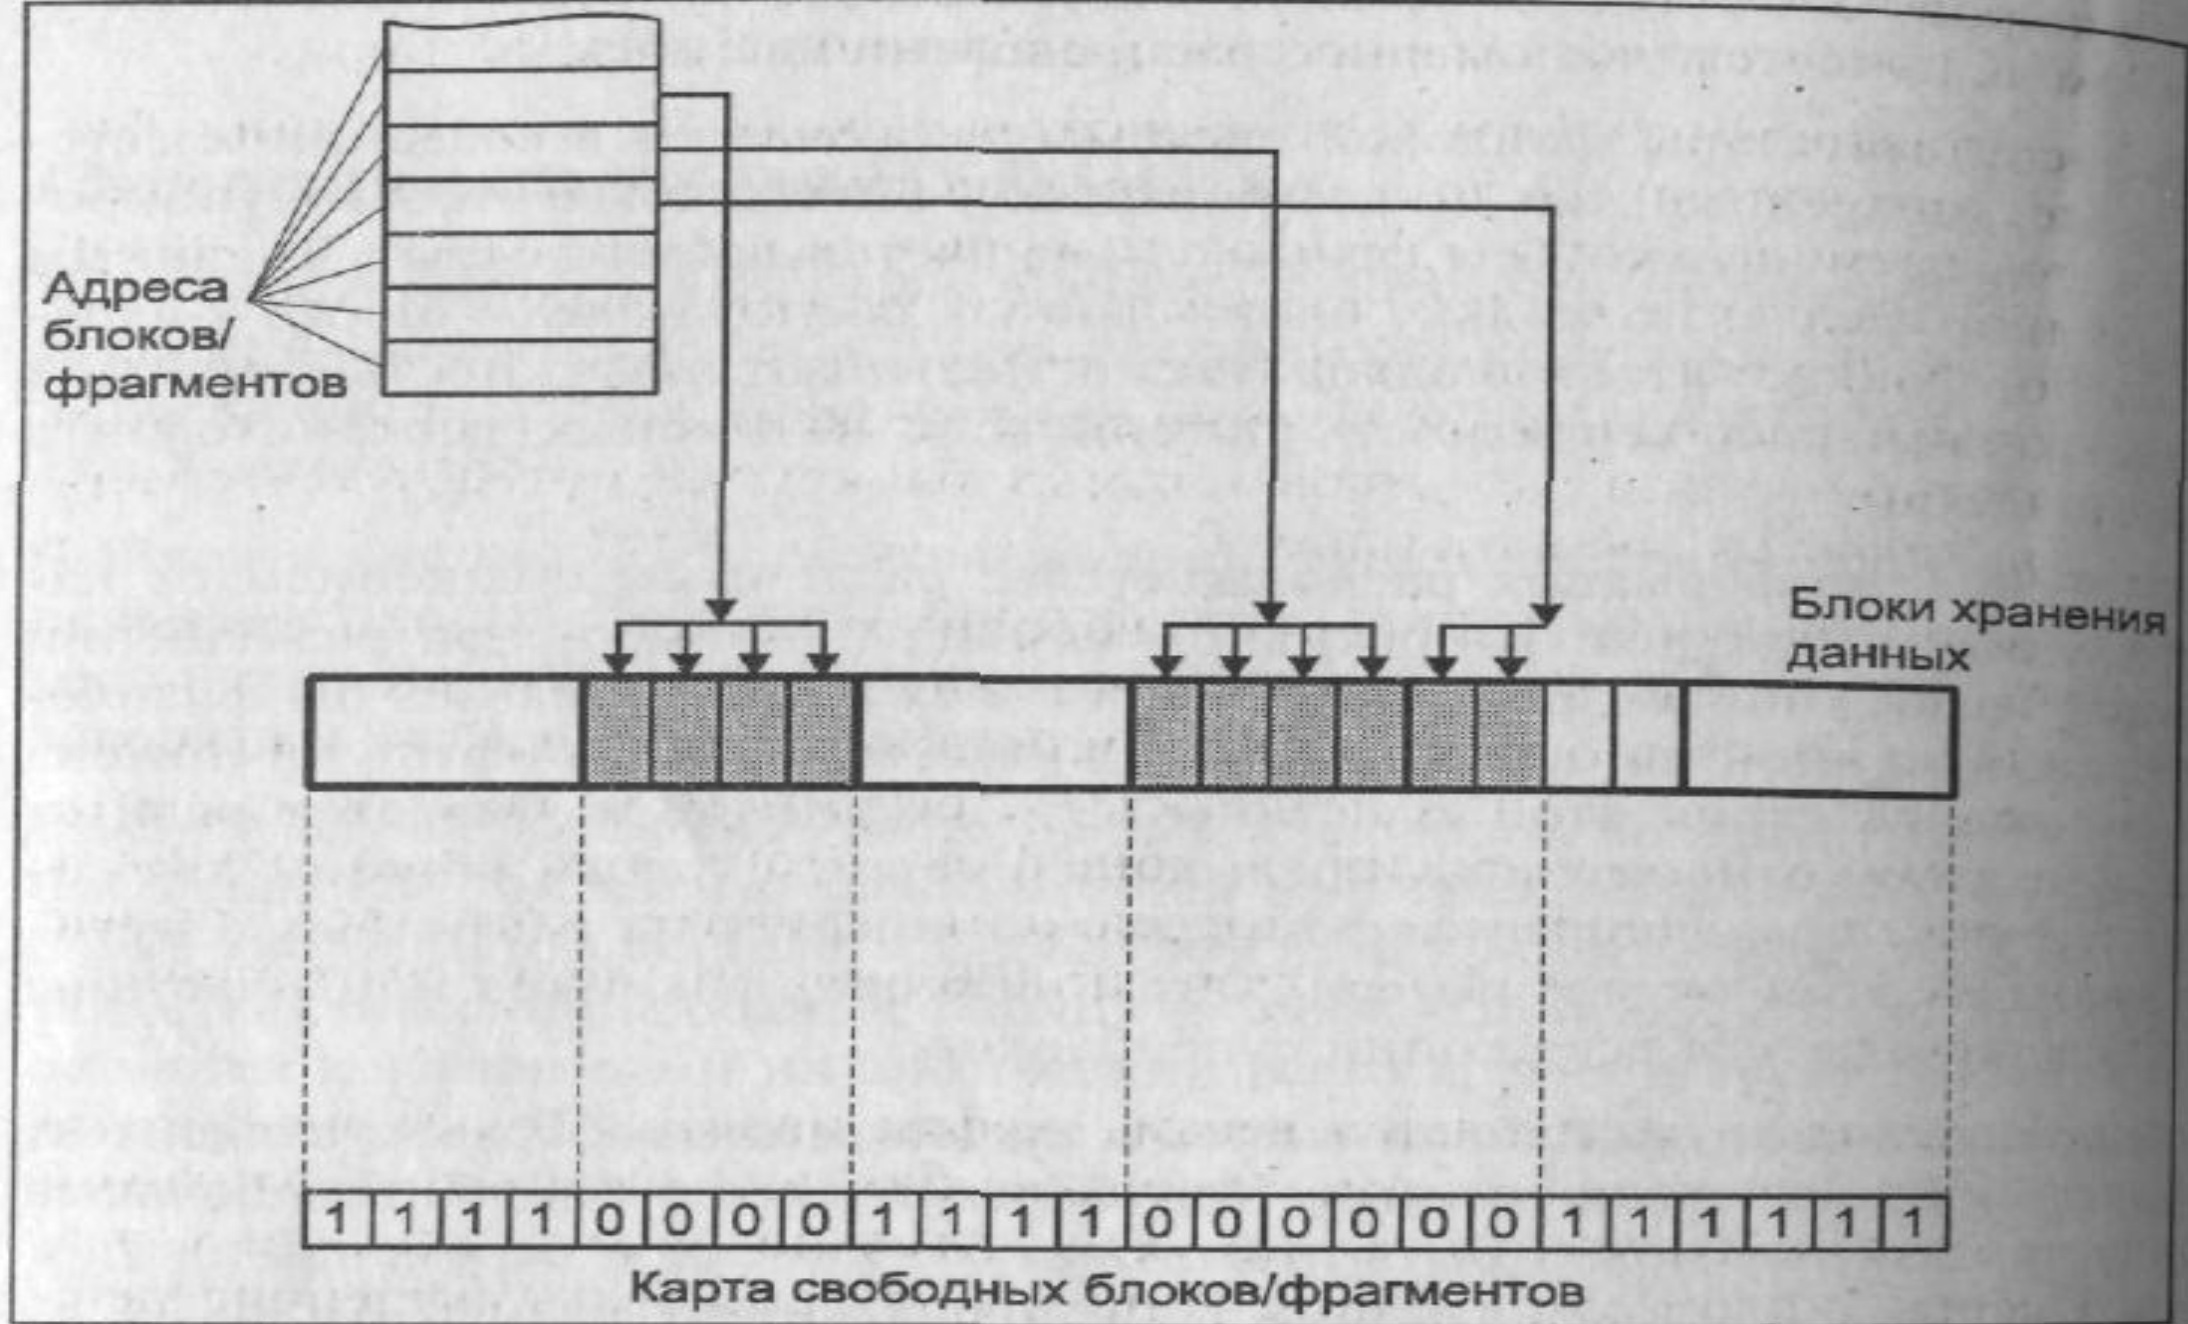 Адреса
блоков/
фрагментов
Блоки хранения
данных
1 1 1 1 0 0 0 0 1 1 1 1 0 0 0 0 0 0 1 1 1 1 1 1
Карта свободных блоков/фрагментов